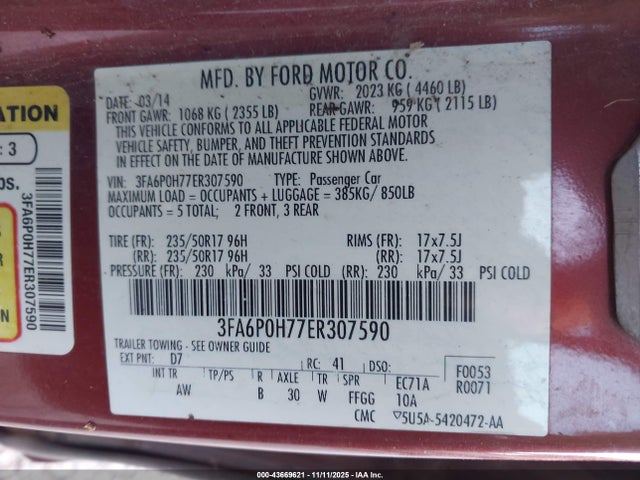 MFD. BY FORD MOTOR CO.
DATE: 03/14 GVWR: 2023 KG ( 4460 LB)
FRONT GAWR: 1068 KG ( 2355 LB) REAR GAWR: 959 KG ( 2115 LB)
THIS VEHICLE CONFORMS TO ALL APPLICABLE FEDERAL MOTOR
VEHICLE SAFETY, BUMPER, AND THEFT PREVENTION STANDARDS
IN EFFECT ON THE DATE OF MANUFACTURE SHOWN ABOVE.
VIN: 3FA6P0H77ER307590 TYPE: Passenger Car
MAXIMUM LOAD = OCCUPANTS + LUGGAGE = 385KG/ 850LB
OCCUPANTS = 5 TOTAL; 2 FRONT, 3 REAR
TIRE (FR): 235/50R17 96H RIMS (FR): 17x7.5J
(RR): 235/50R17 96H (RR): 17x7.5J
PRESSURE (FR): 230 kPa/ 33 PSI COLD (RR): 230 kPa/ 33 PSI COLD
3FA6P0H77ER307590
TRAILER TOWING - SEE OWNER GUIDE
EXT PNT: D7 RC: 41 DSO: F0053
INT TR TP/PS R AXLE TR SPR EC71A R0071
AW B 30 W FFGG 10A
CMC 5U5A-5420472-AA
ATION
: 3
bs.
3FA6P0H77ER307590
000-43669621 - 11/11/2025 - IAA Inc.